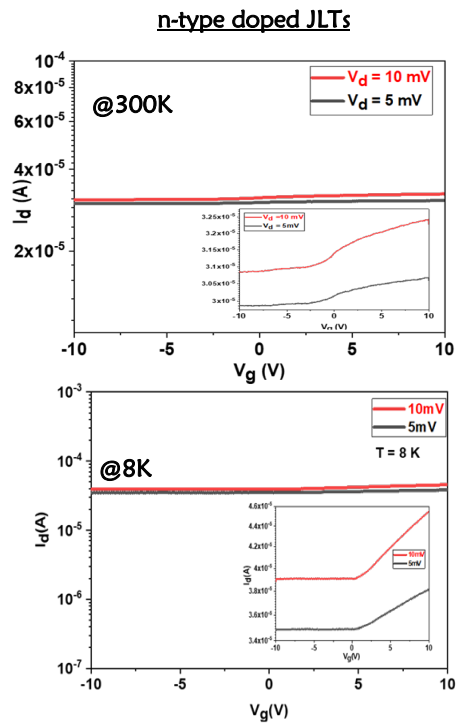 n-type doped JLTs
10⁻⁴
8x10⁻⁵
6x10⁻⁵
4x10⁻⁵
2x10⁻⁵
I_d (A)
@300K
V_d = 10 mV
V_d = 5 mV
3.25x10⁻⁵
3.2x10⁻⁵
3.15x10⁻⁵
3.1x10⁻⁵
3.05x10⁻⁵
3x10⁻⁵
V_d =10 mV
V_d = 5mV
-10 -5 0 5 10
V_g (V)
-10 -5 0 5 10
V_g (V)
10⁻³
10⁻⁴
10⁻⁵
10⁻⁶
10⁻⁷
I_d(A)
@8K
10mV
5mV
T = 8 K
4.6x10⁻⁵
4.4x10⁻⁵
4.2x10⁻⁵
4x10⁻⁵
3.8x10⁻⁵
3.6x10⁻⁵
3.4x10⁻⁵
I_d(A)
10mV
5mV
-10 -5 0 5 10
V_g(V)
-10 -5 0 5 10
V_g(V)